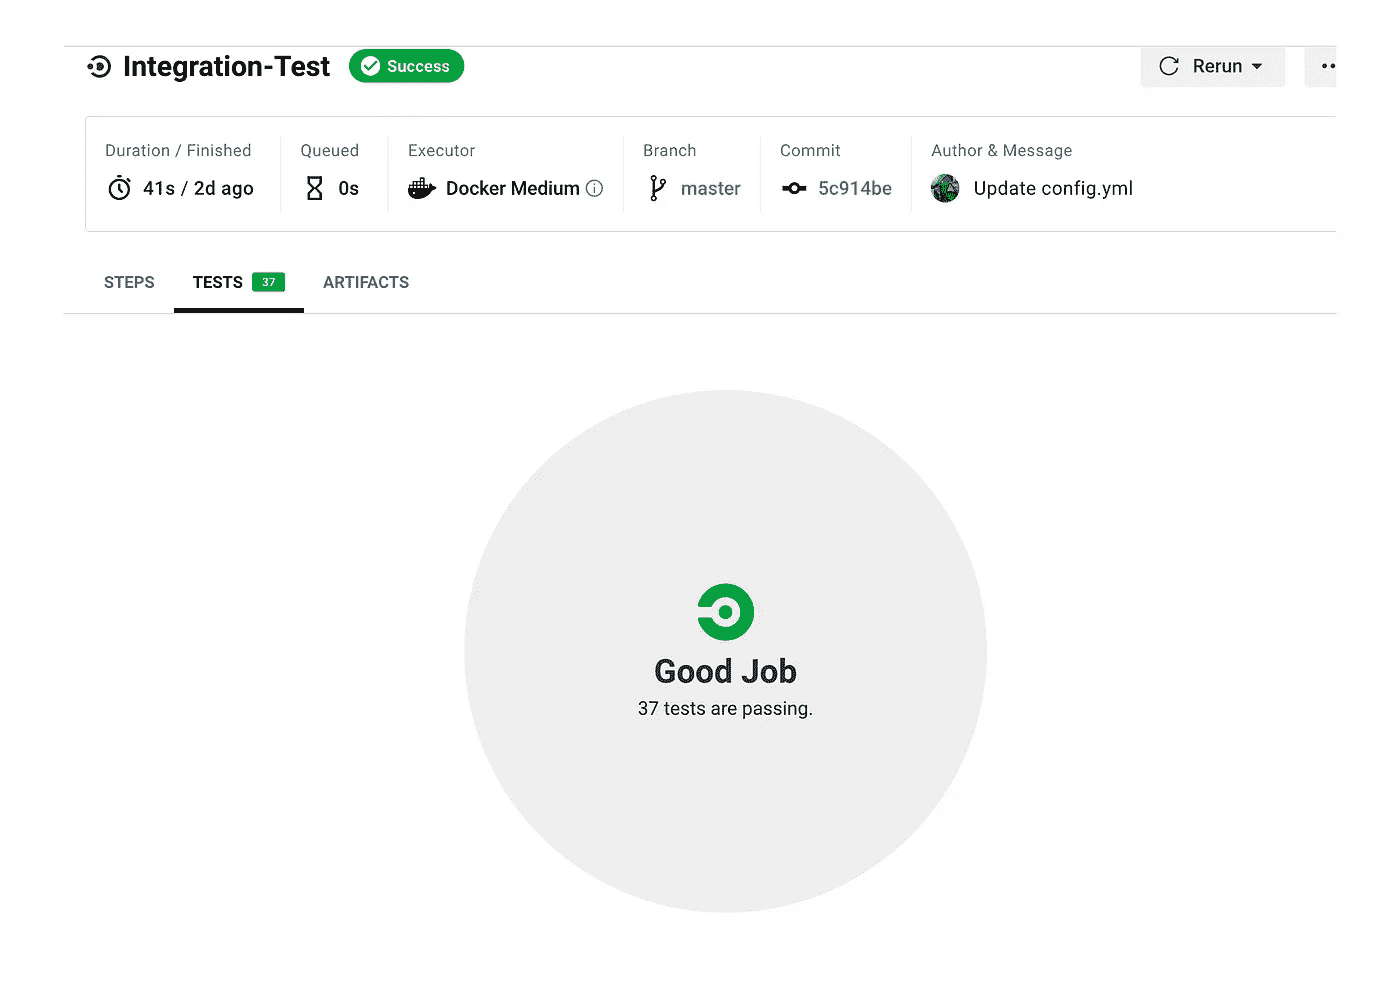 Integration-Test Success Rerun
Duration / Finished Queued Executor Branch Commit Author & Message
41s / 2d ago 0s Docker Medium master 5c914be Update config.yml
STEPS TESTS 37 ARTIFACTS
Good Job
37 tests are passing.